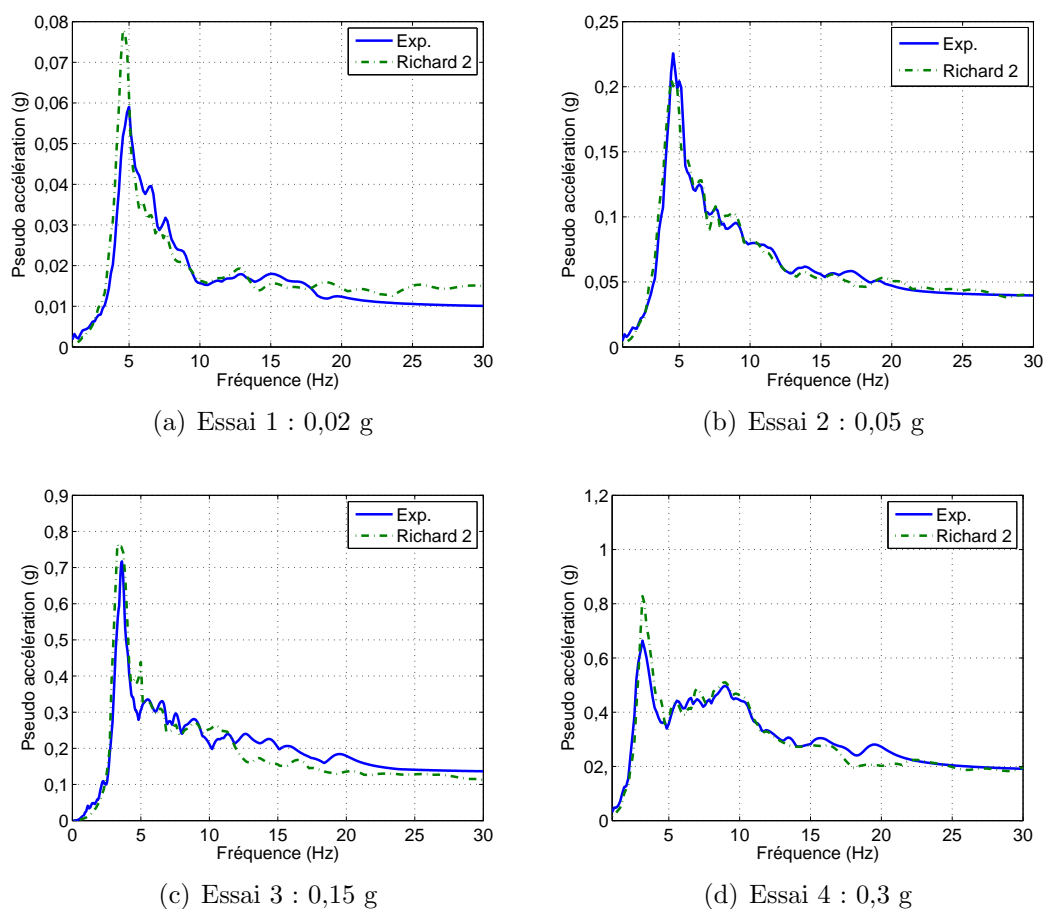 0,08
0,07
0,06
0,05
0,04
0,03
0,02
0,01
0
5 10 15 20 25 30
Pseudo accélération (g)
Fréquence (Hz)
Exp.
Richard 2
(a) Essai 1 : 0,02 g
0,25
0,2
0,15
0,1
0,05
0
5 10 15 20 25 30
Pseudo accélération (g)
Fréquence (Hz)
Exp.
Richard 2
(b) Essai 2 : 0,05 g
0,9
0,8
0,7
0,6
0,5
0,4
0,3
0,2
0,1
0
0 5 10 15 20 25 30
Pseudo accélération (g)
Fréquence (Hz)
Exp.
Richard 2
(c) Essai 3 : 0,15 g
1,2
1
0,8
0,6
0,4
02,
0
5 10 15 20 25 30
Pseudo accélération (g)
Fréquence (Hz)
Exp.
Richard 2
(d) Essai 4 : 0,3 g